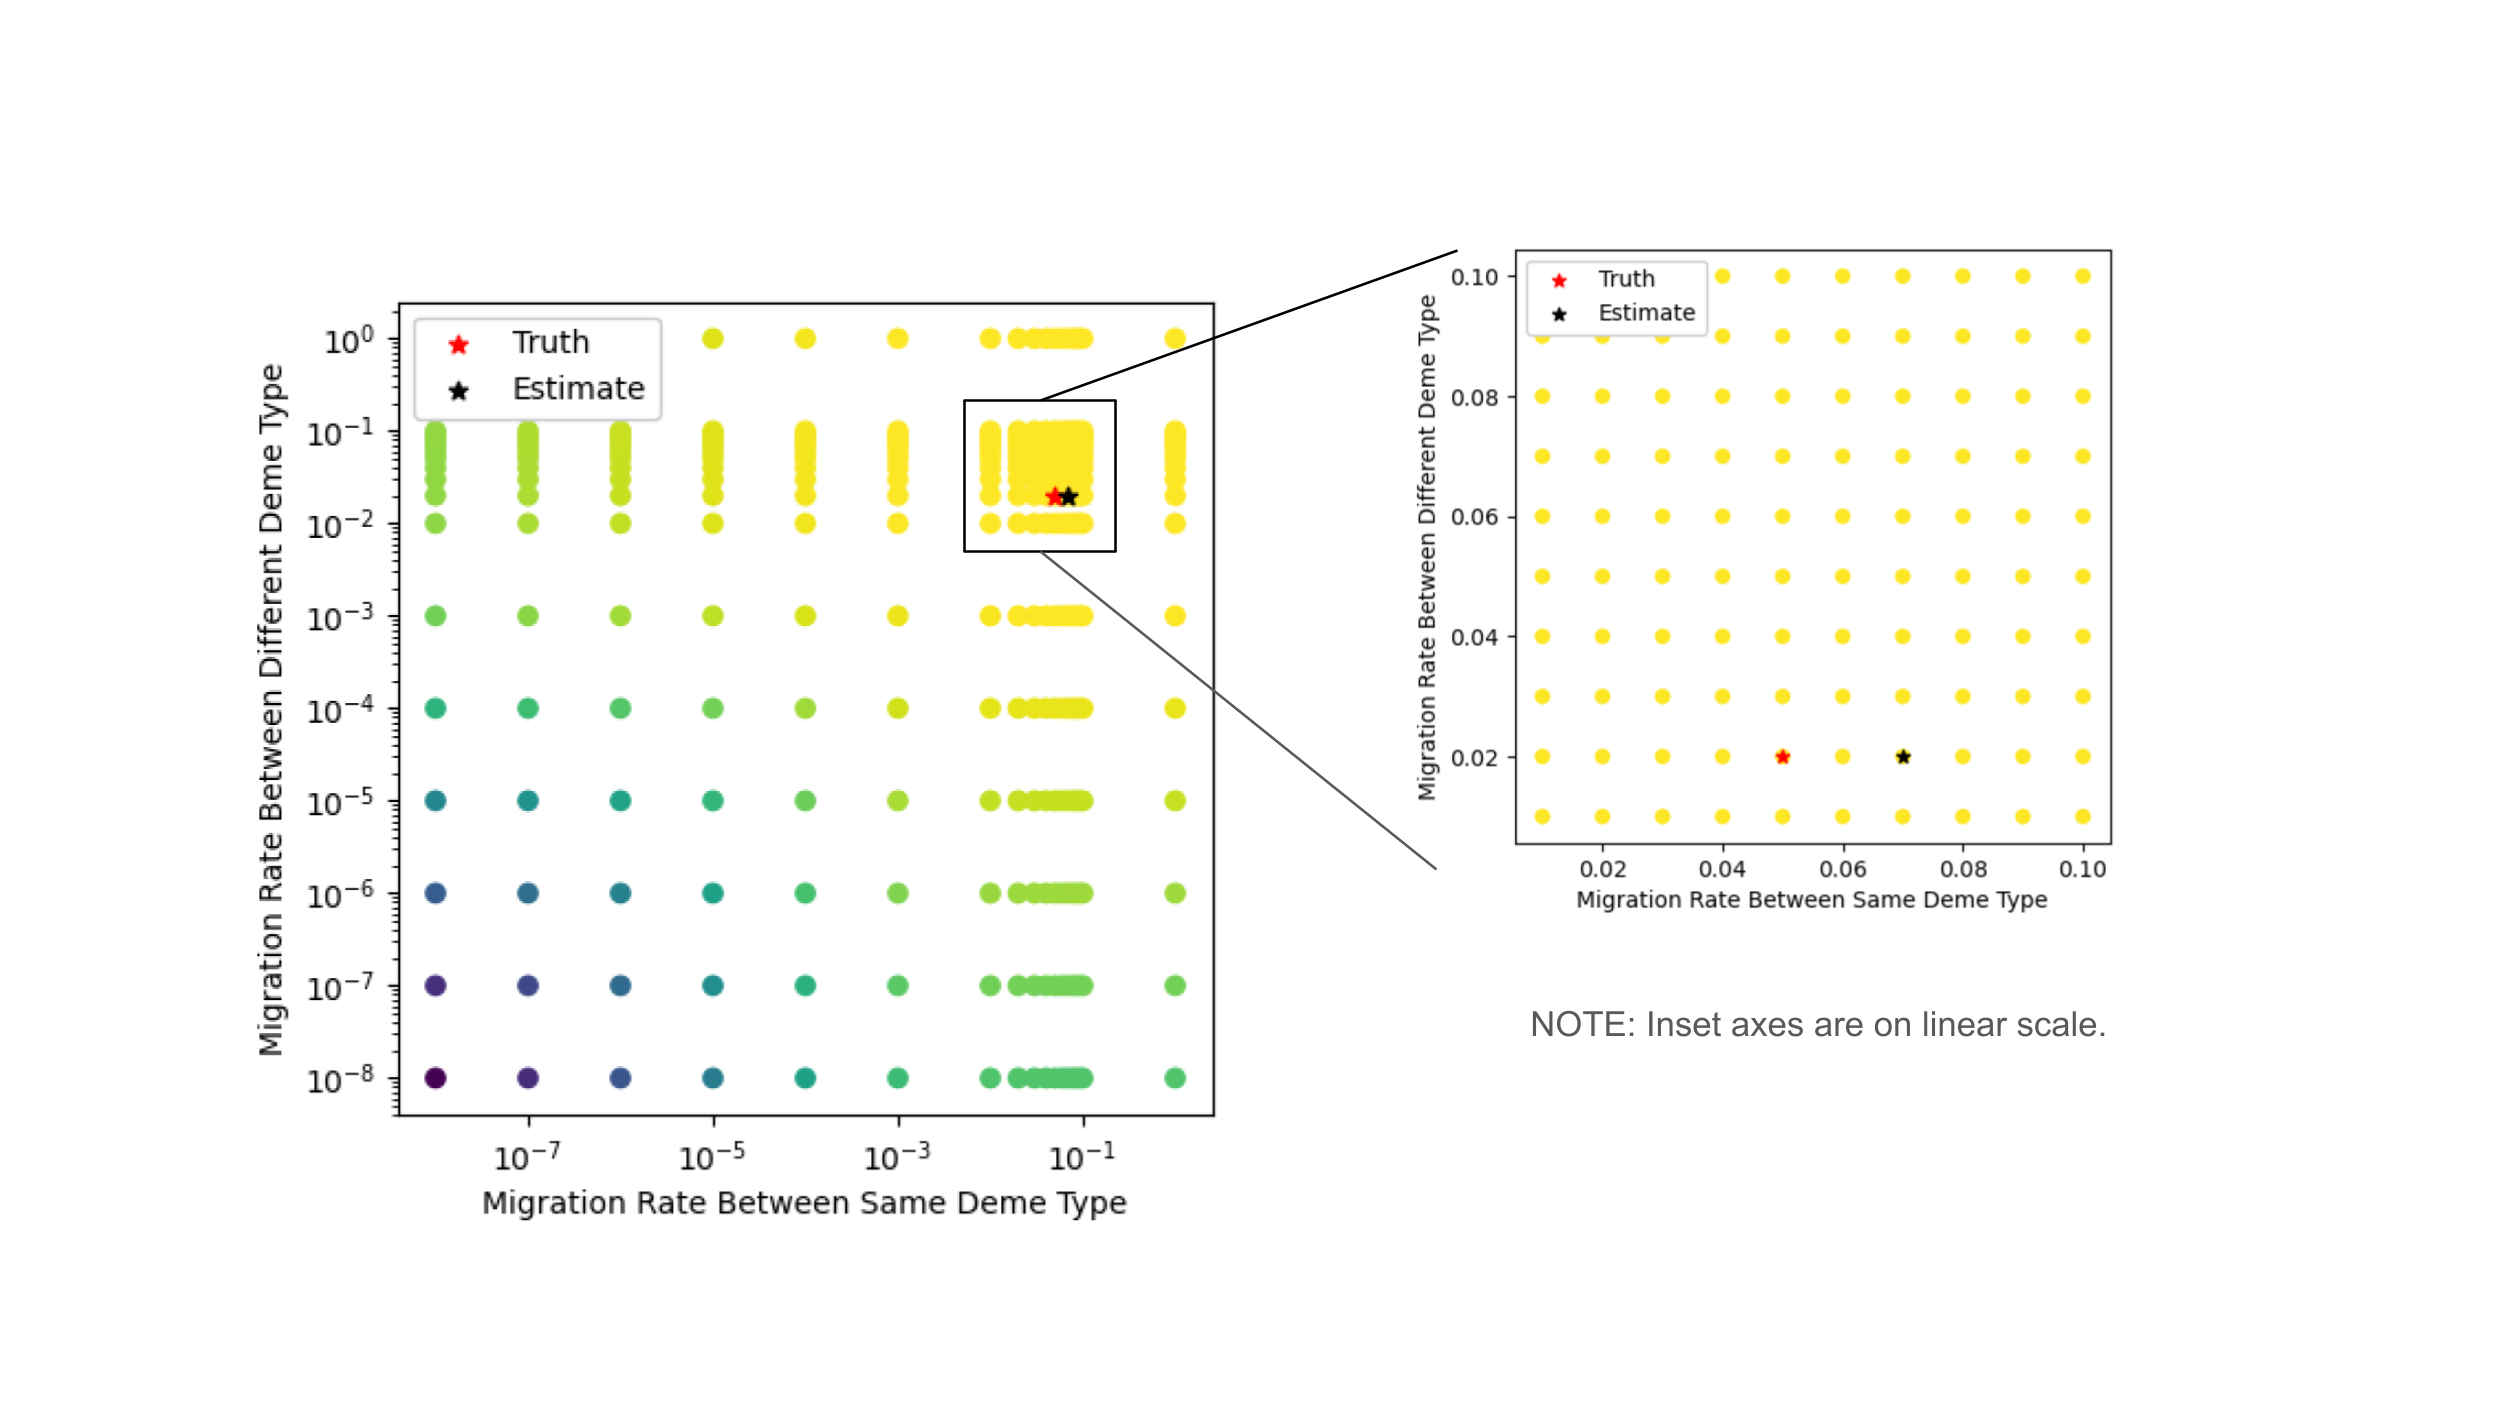 Truth
Estimate
10⁰
10⁻¹
10⁻²
10⁻³
10⁻⁴
10⁻⁵
10⁻⁶
10⁻⁷
10⁻⁸
Migration Rate Between Different Deme Type
10⁻⁷ 10⁻⁵ 10⁻³ 10⁻¹
Migration Rate Between Same Deme Type
Truth
Estimate
0.10
0.08
0.06
0.04
0.02
Migration Rate Between Different Deme Type
0.02 0.04 0.06 0.08 0.10
Migration Rate Between Same Deme Type
NOTE: Inset axes are on linear scale.